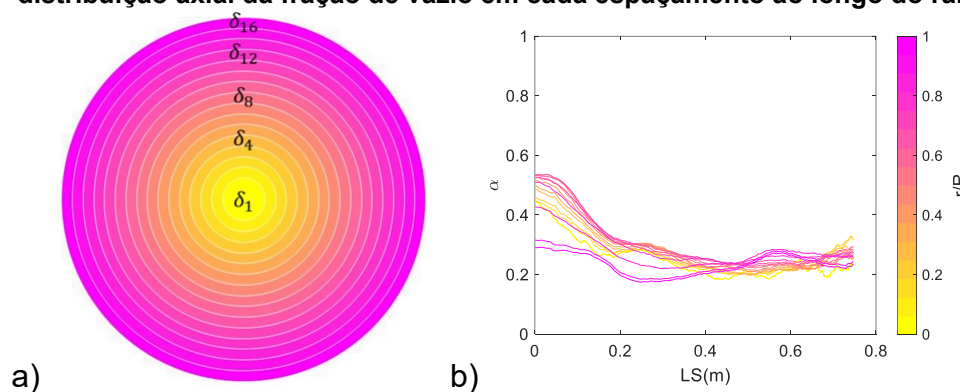 distribuição axial da fração de vazio em cada espaçamento ao longo do
δ16
δ12
δ8
δ4
δ1
a)
b)
1
0.8
0.6
0.4
0.2
0
α
0 0.2 0.4 0.6 0.8
LS(m)
1
0.8
0.6
0.4
0.2
0
r/R